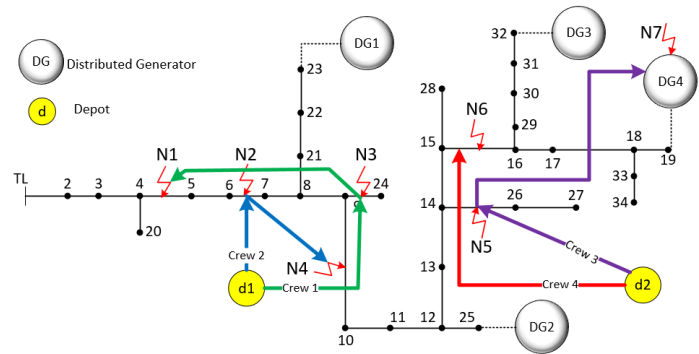 32
DG3
N7
DG1
DG
Distributed Generator
23
31
DG4
d
Depot
28
30
22
N6
29
N1
N2
N3
21
15
16
17
18
19
TL
2
3
4
5
6
7
8
9
24
33
26
27
34
14
20
N5
Crew 2
N4
Crew 3
13
d1
Crew 1
Crew 4
d2
10
11
12
25
DG2